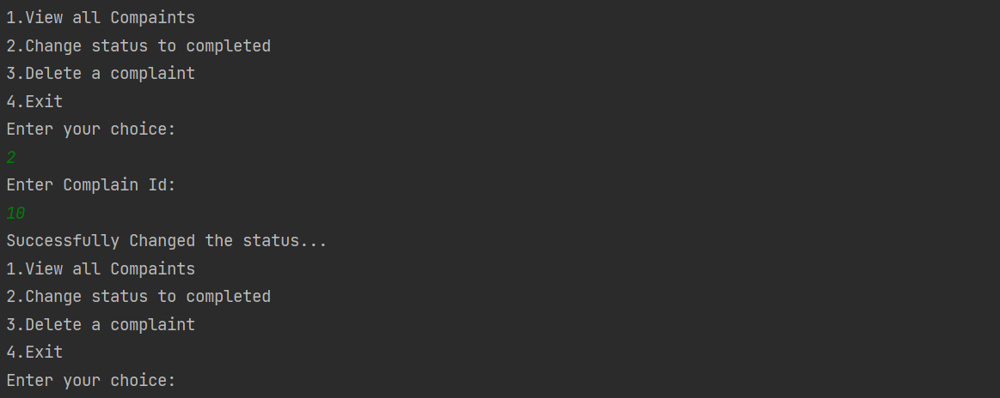 1.View all Compaints
2.Change status to completed
3.Delete a complaint
4.Exit
Enter your choice:
2
Enter Complain Id:
10
Successfully Changed the status...
1.View all Compaints
2.Change status to completed
3.Delete a complaint
4.Exit
Enter your choice: